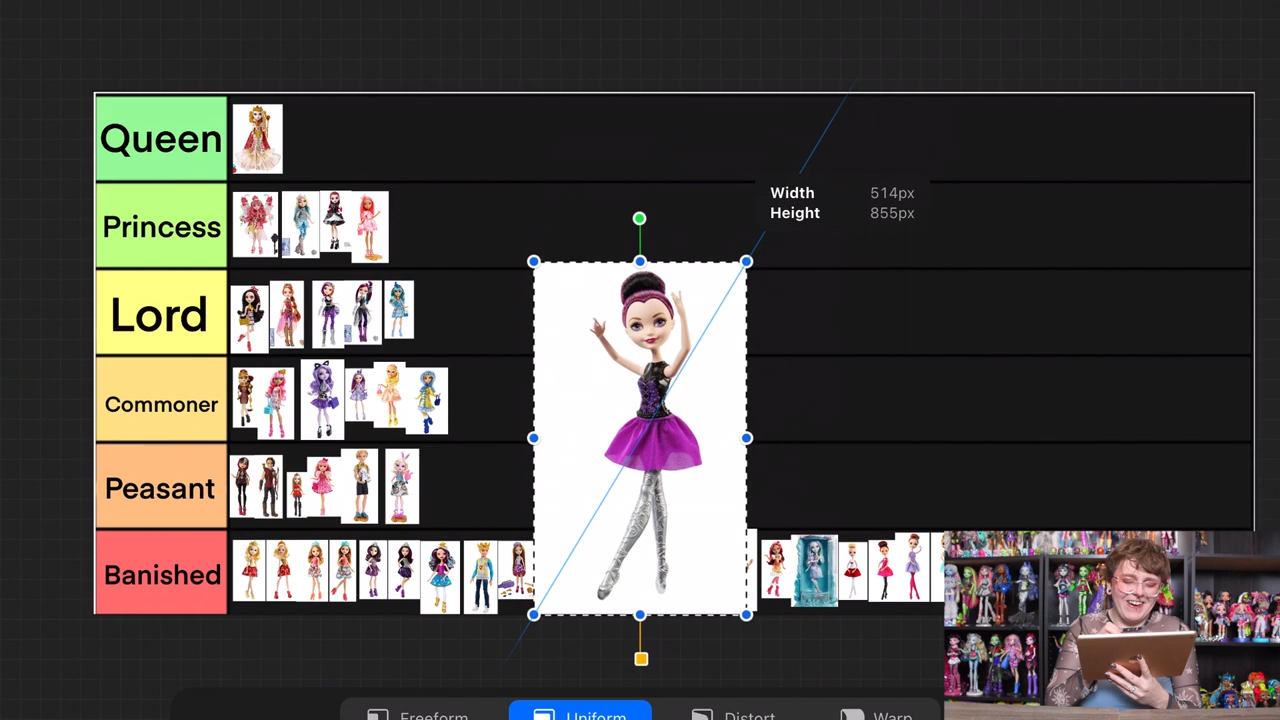 Queen
Width 514px
Height 855px
Princess
Lord
Commoner
Peasant
Banished
Freeform Uniform Distort Warp